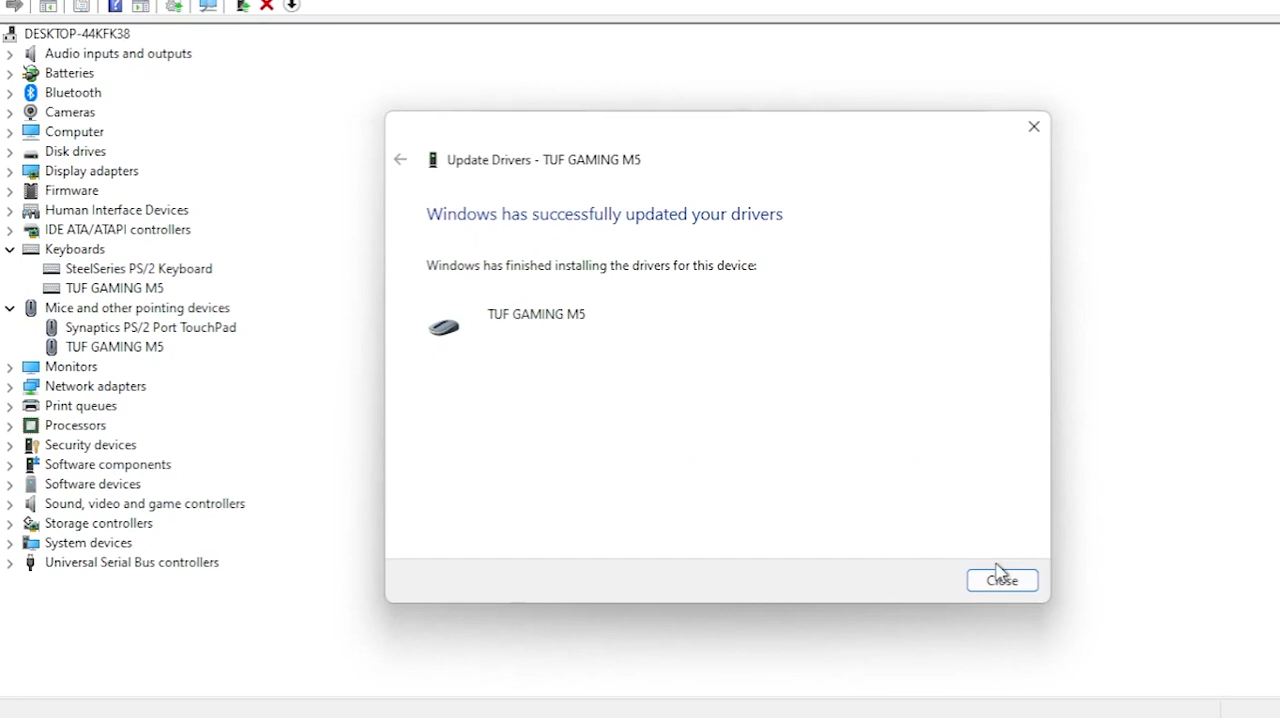 DESKTOP-44KFK38
Audio inputs and outputs
Batteries
Bluetooth
Cameras
Computer
Disk drives
Display adapters
Firmware
Human Interface Devices
IDE ATA/ATAPI controllers
Keyboards
SteelSeries PS/2 Keyboard
TUF GAMING M5
Mice and other pointing devices
Synaptics PS/2 Port TouchPad
TUF GAMING M5
Monitors
Network adapters
Print queues
Processors
Security devices
Software components
Software devices
Sound, video and game controllers
Storage controllers
System devices
Universal Serial Bus controllers
Update Drivers - TUF GAMING M5
Windows has successfully updated your drivers
Windows has finished installing the drivers for this device:
TUF GAMING M5
Close